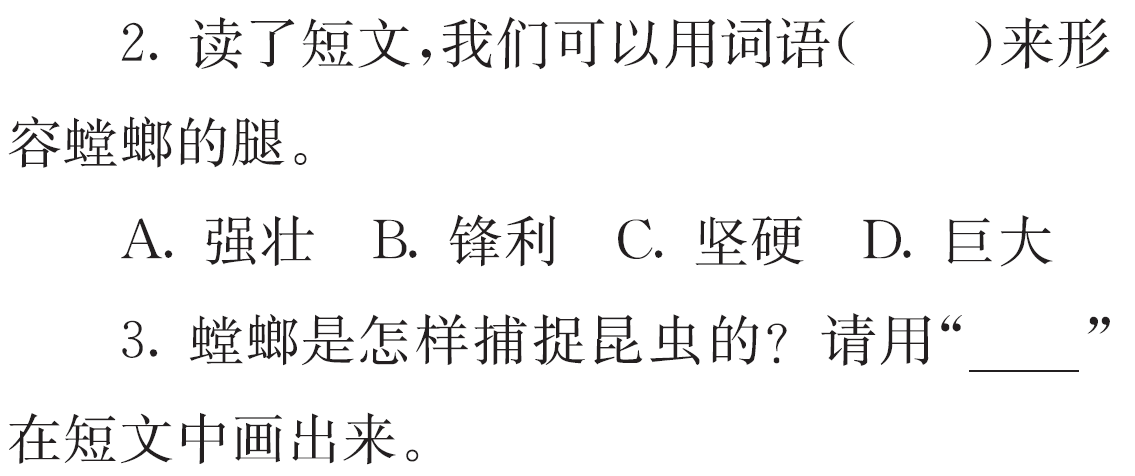 2. 读了短文,我们可以用词语(　　)来形
容螳螂的腿。
A. 强壮　B. 锋利　C. 坚硬　D. 巨大
3. 螳螂是怎样捕捉昆虫的? 请用“____”
在短文中画出来。